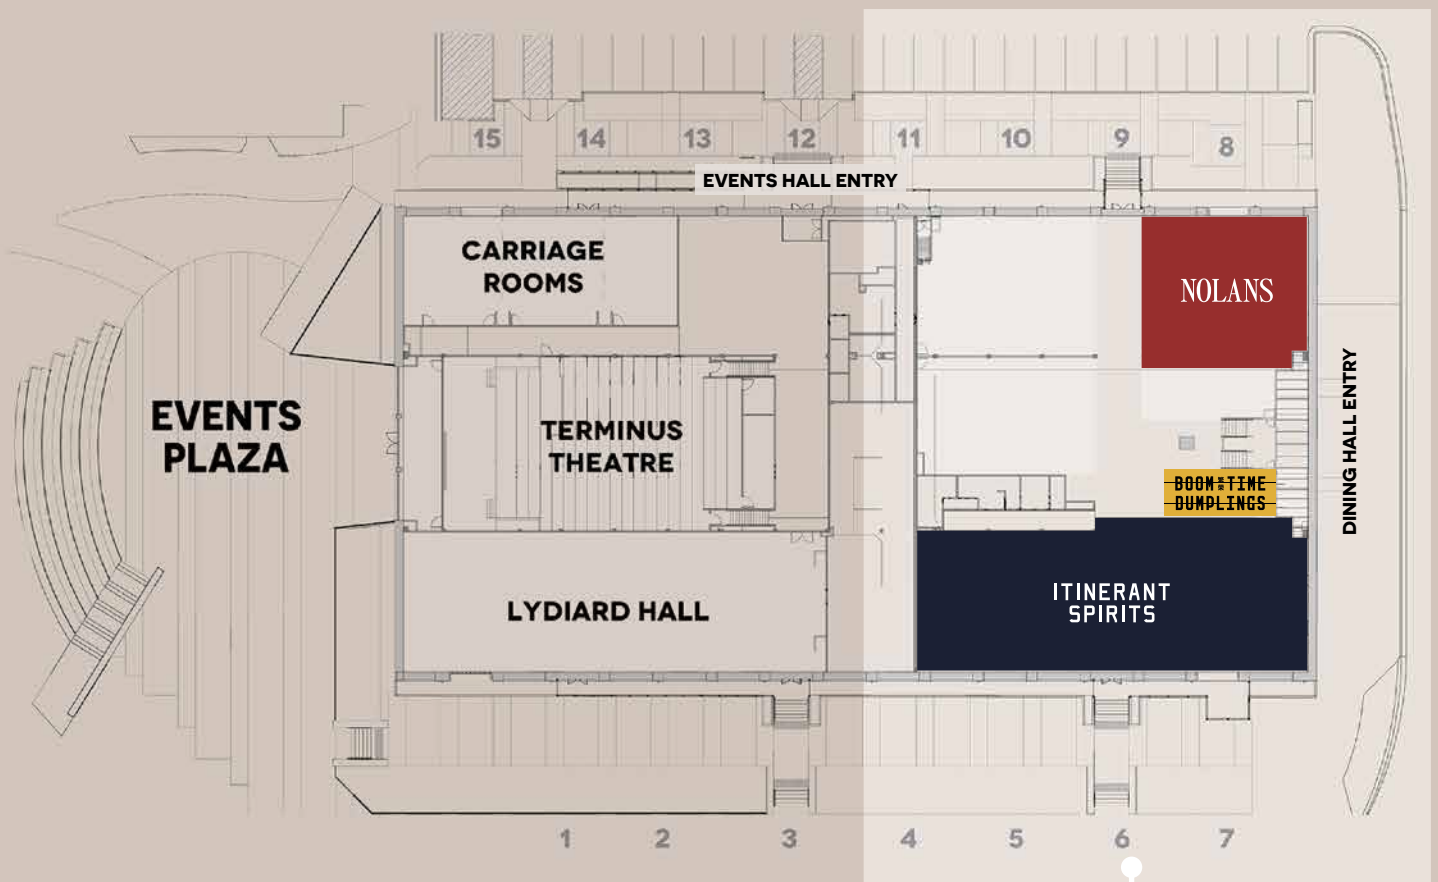 15
14
13
12
11
10
9
8
EVENTS HALL ENTRY
CARRIAGE
ROOMS
NOLANS
EVENTS
PLAZA
TERMINUS
THEATRE
DINING HALL ENTRY
BOOM TIME
DUMPLINGS
LYDIARD HALL
ITINERANT
SPIRITS
1
2
3
4
5
6
7